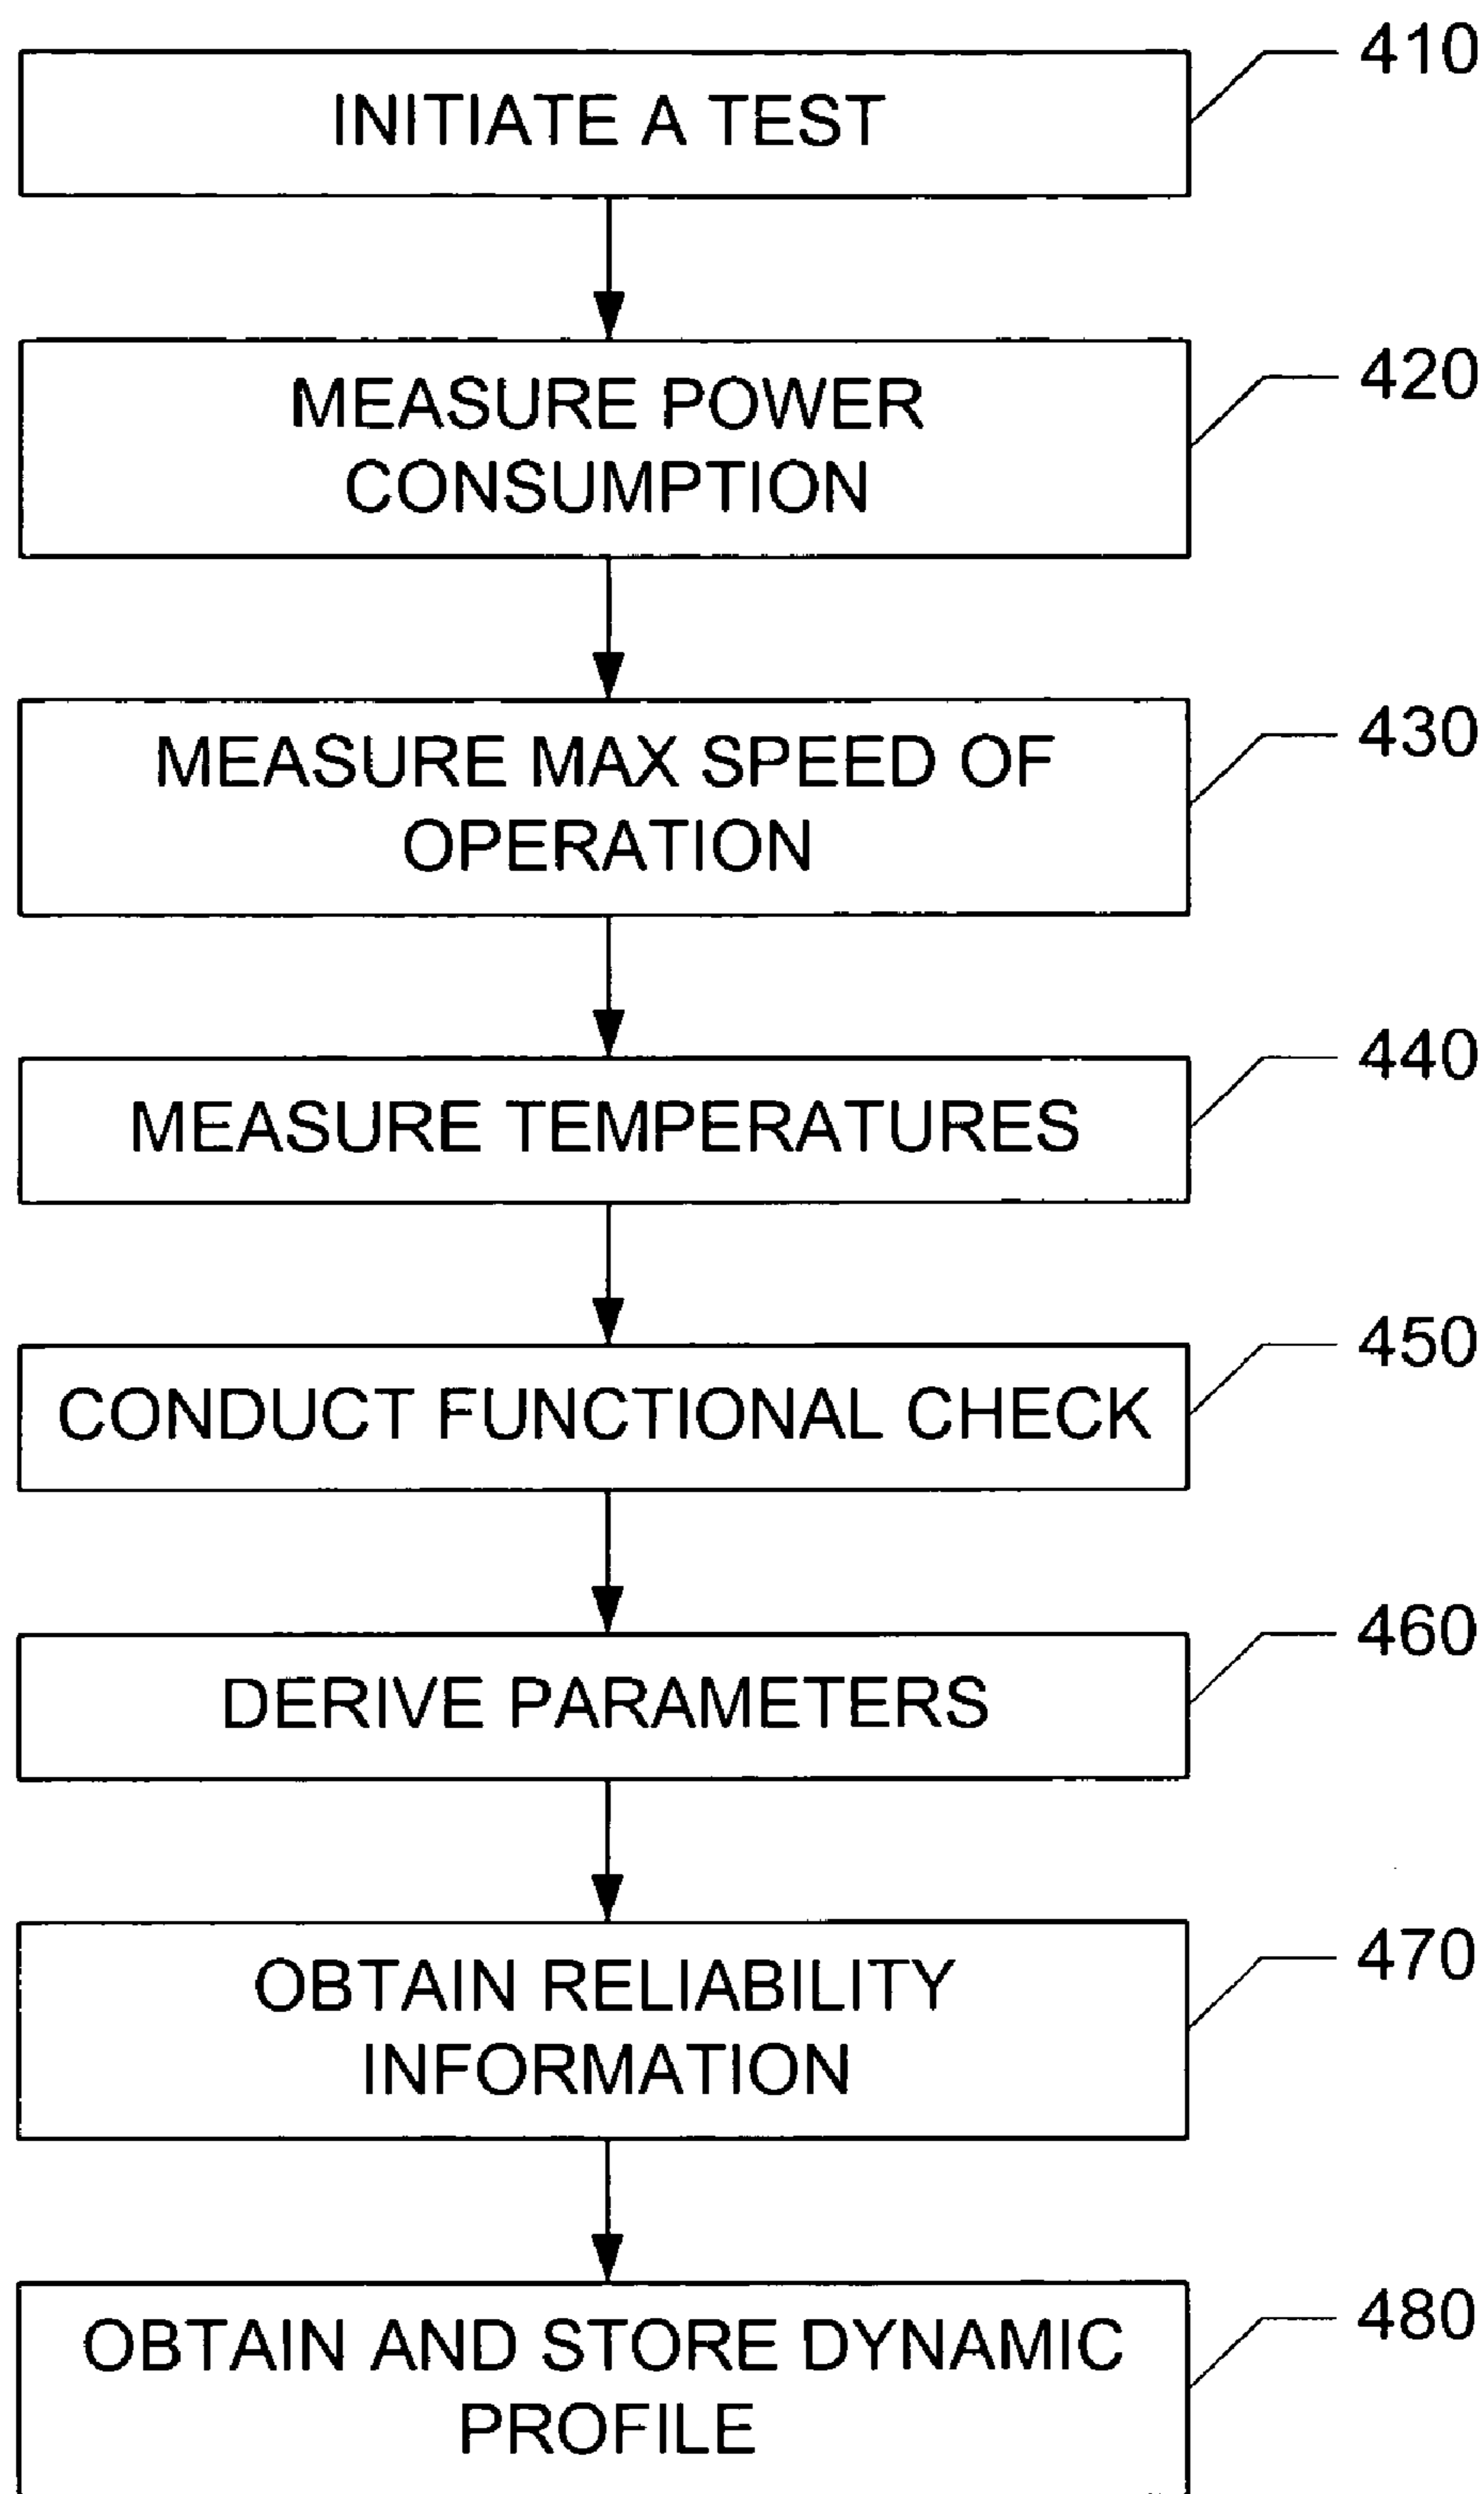 410
INITIATE A TEST
420
MEASURE POWER
CONSUMPTION
430
MEASURE MAX SPEED OF
OPERATION
440
MEASURE TEMPERATURES
450
CONDUCT FUNCTIONAL CHECK
460
DERIVE PARAMETERS
470
OBTAIN RELIABILITY
INFORMATION
480
OBTAIN AND STORE DYNAMIC
PROFILE